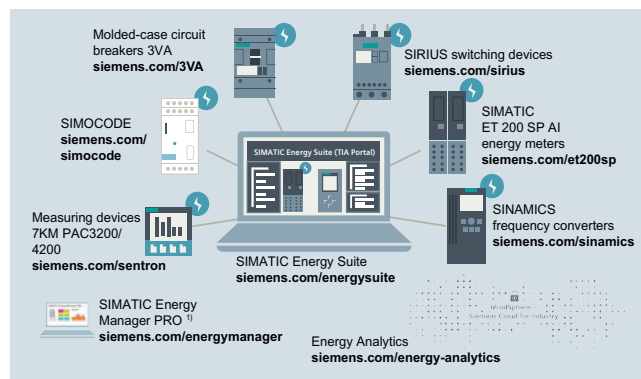 Molded-case circuit
breakers 3VA
siemens.com/3VA
SIRIUS switching devices
siemens.com/sirius
SIMOCODE
siemens.com/
simocode
SIMATIC
ET 200 SP AI
energy meters
siemens.com/et200sp
SIMATIC Energy Suite (TIA Portal)
Measuring devices
7KM PAC3200/
4200
siemens.com/sentron
SINAMICS
frequency converters
siemens.com/sinamics
SIMATIC Energy Suite
siemens.com/energysuite
SIMATIC Energy
Manager PRO 1)
siemens.com/energymanager
MindSphere
Siemens Cloud for Industry
Energy Analytics
siemens.com/energy-analytics